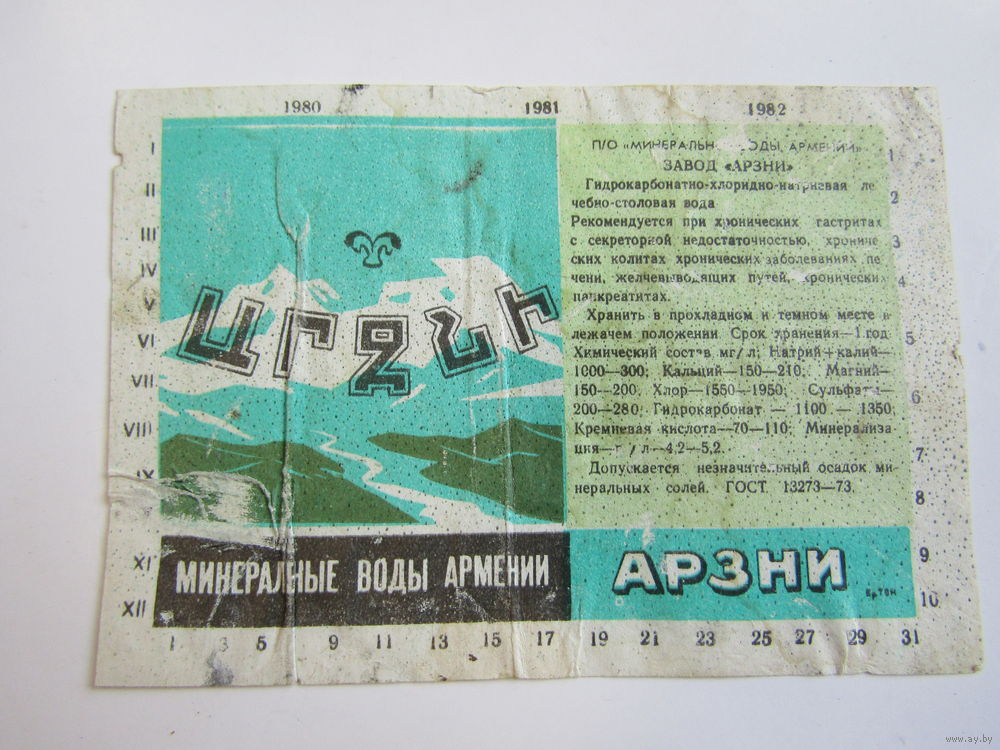 1980 1981 1982
I
II
III
IV
V
VI
VII
VIII
IX
XI
XII
ԱՐԶՆԻ
МИНЕРАЛЬНЫЕ ВОДЫ АРМЕНИИ
П/О «МИНЕРАЛЬН ОДЫ АРМЕНИИ»
ЗАВОД «АРЗНИ»
Гидрокарбонатно-хлоридно-натриевая ле
чебно-столовая вода
Рекомендуется при хронических гастритах
с секреторной недостаточностью, хрониче
ских колитах хронических заболеваниях пе
чени, желчевыводящих путей, хронических
панкреатитах.
Хранить в прохладном и темном месте в
лежачем положении. Срок хранения—1 год
Химический состав мг/л; Натрий+калий—
1000—300; Кальций—150—210; Магний—
150—200. Хлор—1550—1950; Сульфаты—
200—280; Гидрокарбонат — 1100 — 1350,
Кремневая кислота—70—110; Минерализа-
ция—г/л—4,2—5,2.
Допускается незначительный осадок ми-
неральных солей. ГОСТ 13273—73.
АРЗНИ
1
2
3
4
5
6
7
8
9
10
1 3 5 9 11 13 15 17 19 21 23 25 27 29 31
www.ay.by